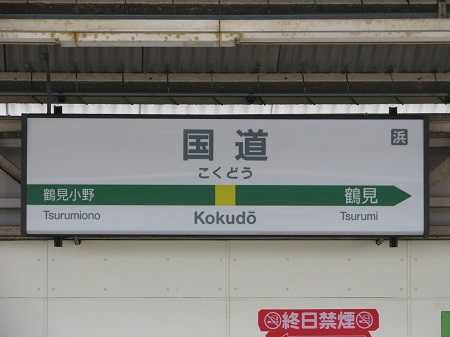 国道
浜
こくどう
鶴見小野
鶴見
Tsurumiono
Kokudō
Tsurumi
終日禁煙